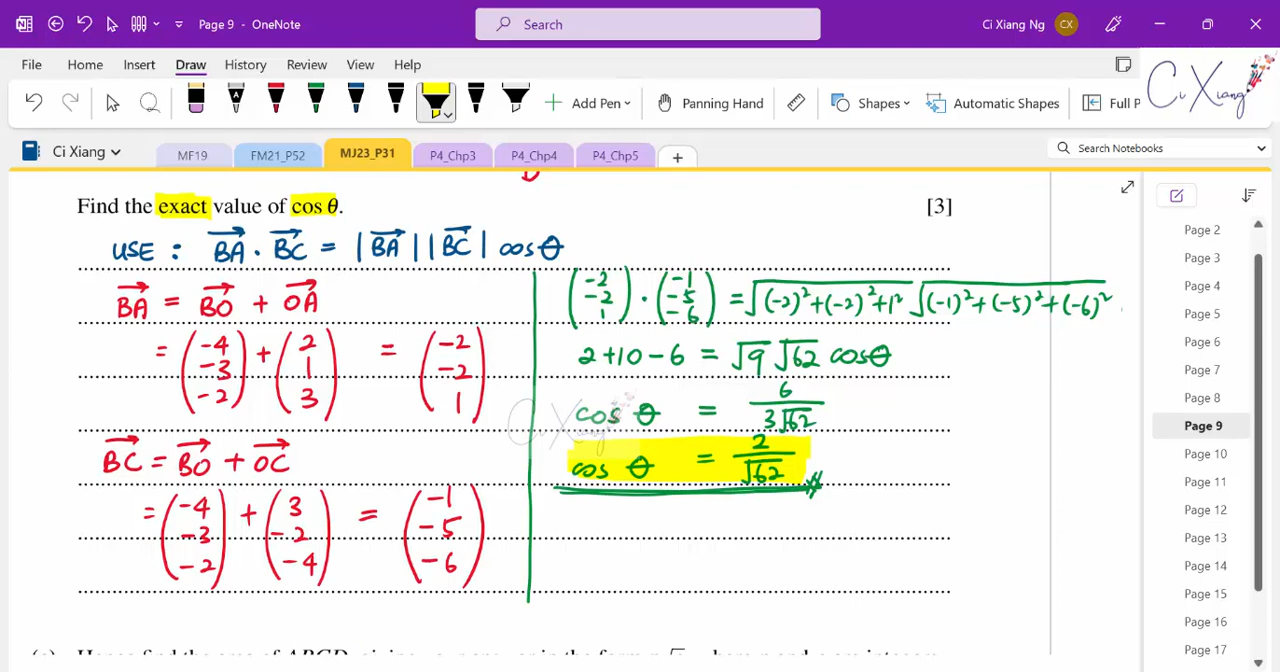 Page 9 - OneNote
Search
Ci Xiang Ng
CX
File Home Insert Draw History Review View Help
Add Pen Panning Hand Shapes Automatic Shapes Full P
Ci Xiang
Ci Xiang MF19 FM21_P52 MJ23_P31 P4_Chp3 P4_Chp4 P4_Chp5 + Search Notebooks
Find the exact value of cos θ. [3]
USE : BA · BC = |BA| |BC| cos θ
BA = BO + OA
= (-4 -3 -2) + (2 1 3) = (-2 -2 1)
BC = BO + OC
= (-4 -3 -2) + (3 -2 -4) = (-1 -5 -6)
(-2 -2 1) · (-1 -5 -6) = √(-2)²+(-2)²+1² √(-1)²+(-5)²+(-6)²
2+10-6 = √9 √62 cos θ
cos θ = 6/3√62
cos θ = 2/√62
Ci Xiang
Page 2
Page 3
Page 4
Page 5
Page 6
Page 7
Page 8
Page 9
Page 10
Page 11
Page 12
Page 13
Page 14
Page 15
Page 16
Page 17